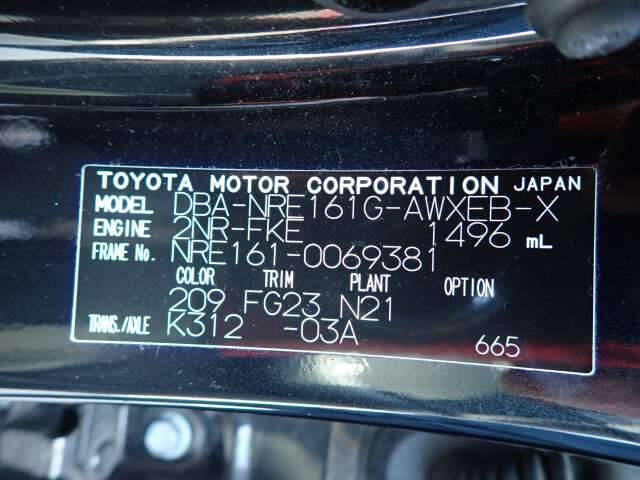 TOYOTA MOTOR CORPORATION JAPAN
MODEL DBA-NRE161G-AWXEB-X
ENGINE 2NR-FKE 1496 mL
FRAME No. NRE161-0069381
COLOR TRIM PLANT OPTION
209 FG23 N21
TRANS./AXLE K312 -03A
665